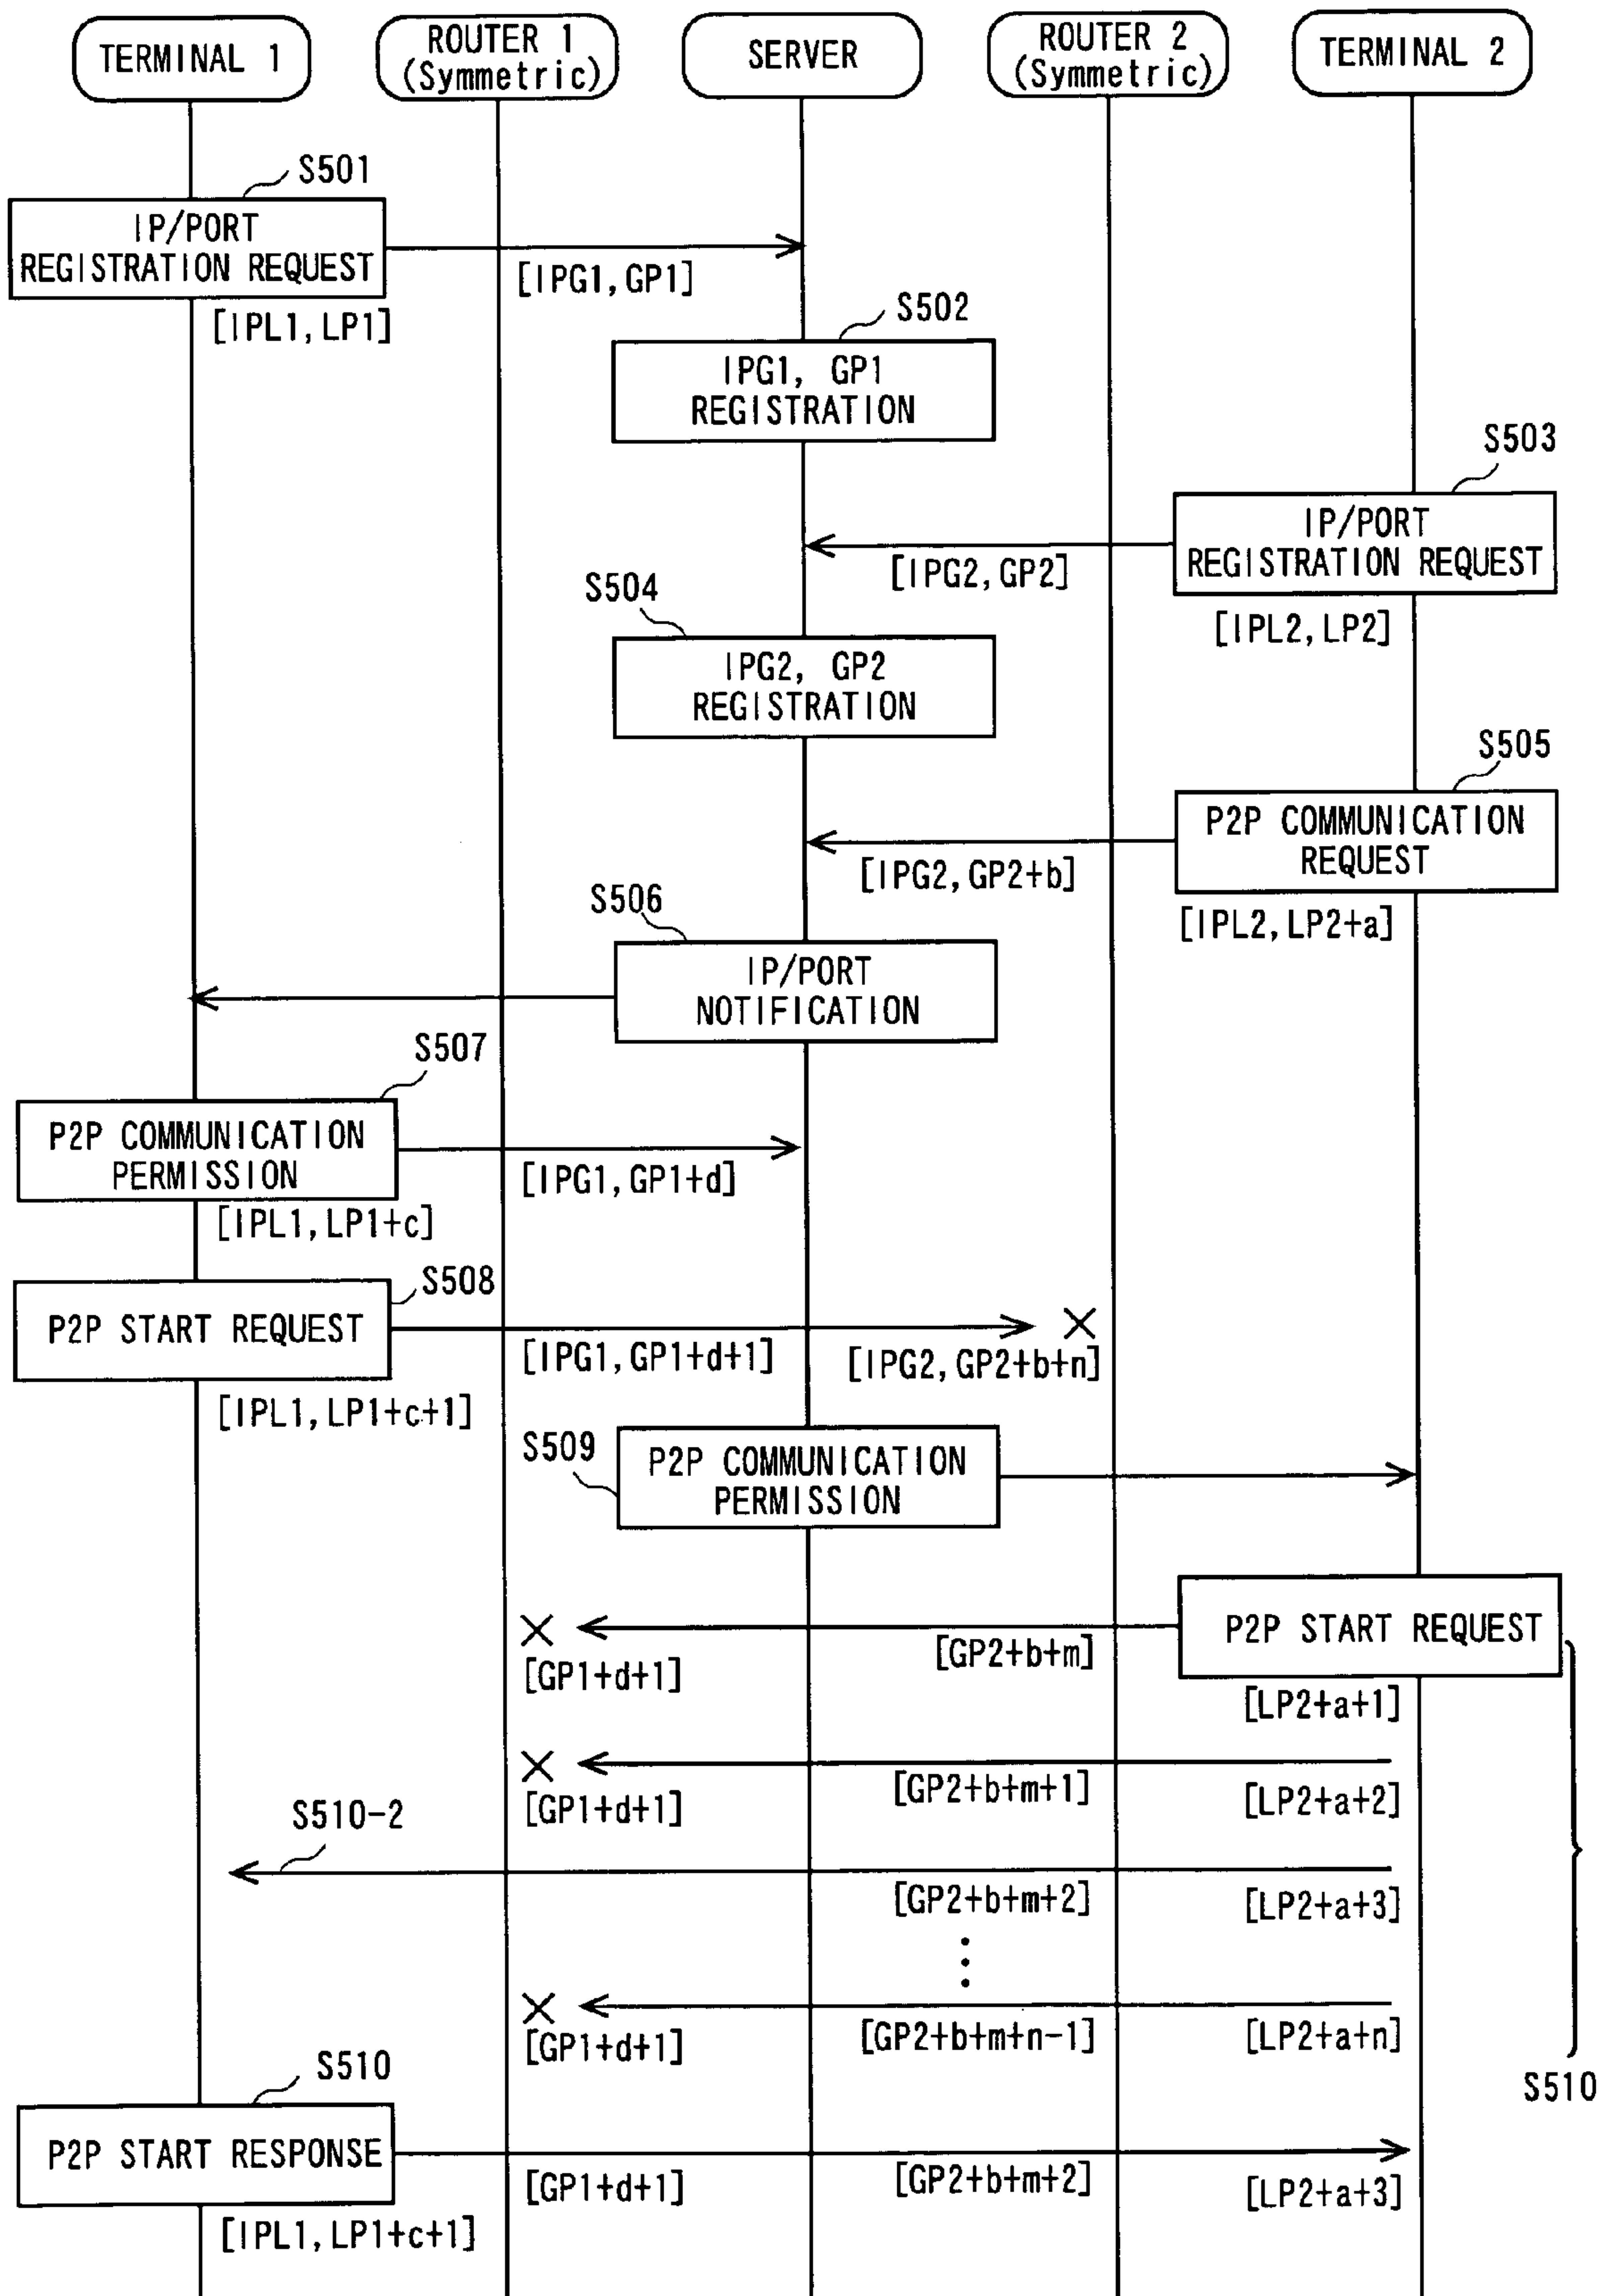 TERMINAL 1
ROUTER 1
(Symmetric)
SERVER
ROUTER 2
(Symmetric)
TERMINAL 2
S501
IP/PORT
REGISTRATION REQUEST
[IPG1, GP1]
[IPL1, LP1]
S502
IPG1, GP1
REGISTRATION
S503
IP/PORT
REGISTRATION REQUEST
[IPG2, GP2]
[IPL2, LP2]
S504
IPG2, GP2
REGISTRATION
S505
P2P COMMUNICATION
REQUEST
[IPG2, GP2+b]
[IPL2, LP2+a]
S506
IP/PORT
NOTIFICATION
S507
P2P COMMUNICATION
PERMISSION
[IPG1, GP1+d]
[IPL1, LP1+c]
S508
P2P START REQUEST
[IPG1, GP1+d+1]
[IPG2, GP2+b+n]
[IPL1, LP1+c+1]
S509
P2P COMMUNICATION
PERMISSION
P2P START REQUEST
[GP2+b+m]
[GP1+d+1]
[LP2+a+1]
[GP2+b+m+1]
[GP1+d+1]
[LP2+a+2]
S510-2
[GP2+b+m+2]
[LP2+a+3]
[GP1+d+1]
[GP2+b+m+n-1]
[LP2+a+n]
S510
S510
P2P START RESPONSE
[GP1+d+1]
[GP2+b+m+2]
[LP2+a+3]
[IPL1, LP1+c+1]